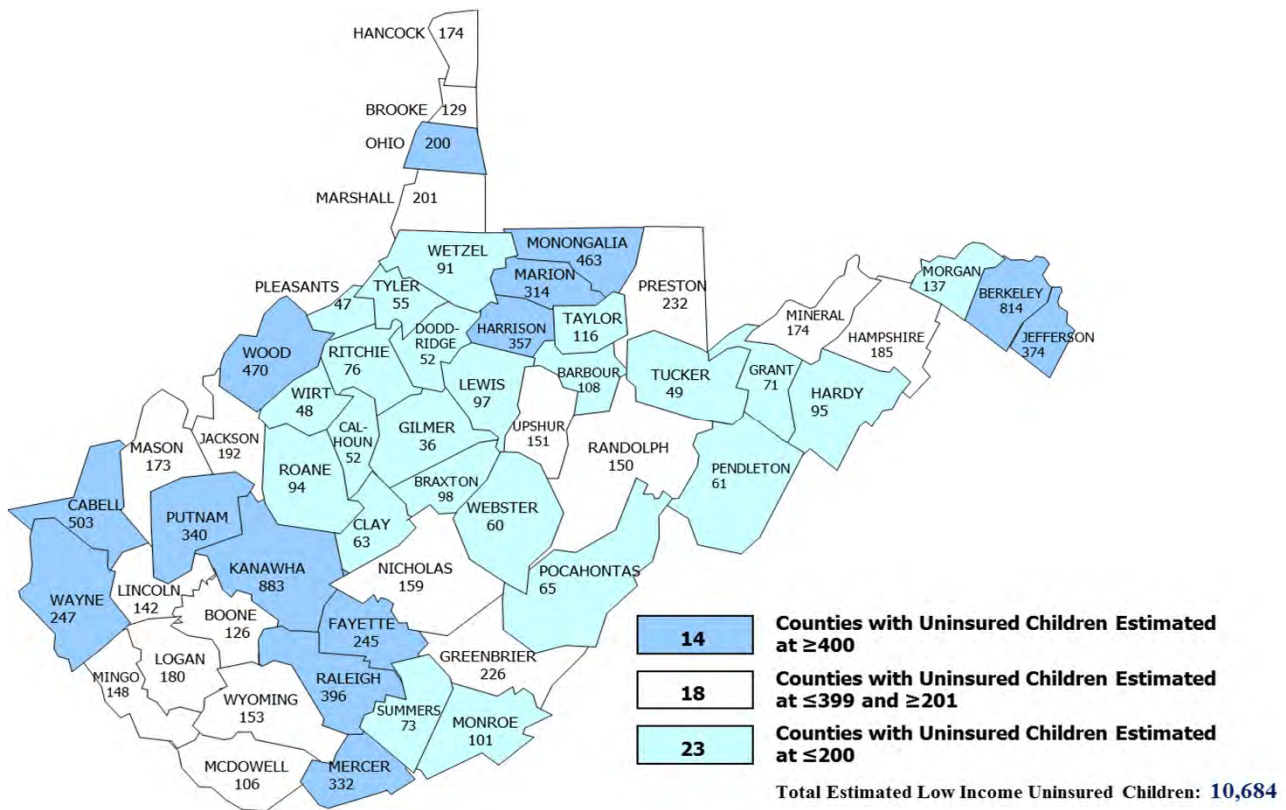 HANCOCK 174
BROOKE 129
OHIO 200
MARSHALL 201
WETZEL
91
MONONGALIA
463
MARION
314
PRESTON
232
PLEASANTS
47
TYLER
55
DODD-
RIDGE
52
HARRISON
357
TAYLOR
116
MINERAL
174
HAMPSHIRE
185
MORGAN
137
BERKELEY
814
JEFFERSON
374
WOOD
470
RITCHIE
76
WIRT
48
LEWIS
97
BARBOUR
108
TUCKER
49
GRANT
71
HARDY
95
MASON
173
JACKSON
192
ROANE
94
CAL-
HOUN
52
GILMER
36
UPSHUR
151
RANDOLPH
150
PENDLETON
61
BRAXTON
98
WEBSTER
60
CABELL
503
PUTNAM
340
CLAY
63
KANAWHA
883
NICHOLAS
159
POCAHONTAS
65
WAYNE
247
LINCOLN
142
BOONE
126
FAYETTE
245
GREENBRIER
226
MINGO
148
LOGAN
180
RALEIGH
396
WYOMING
153
SUMMERS
73
MONROE
101
MCDOWELL
106
MERCER
332
14 Counties with Uninsured Children Estimated
at ≥400
18 Counties with Uninsured Children Estimated
at ≤399 and ≥201
23 Counties with Uninsured Children Estimated
at ≤200
Total Estimated Low Income Uninsured Children: 10,684